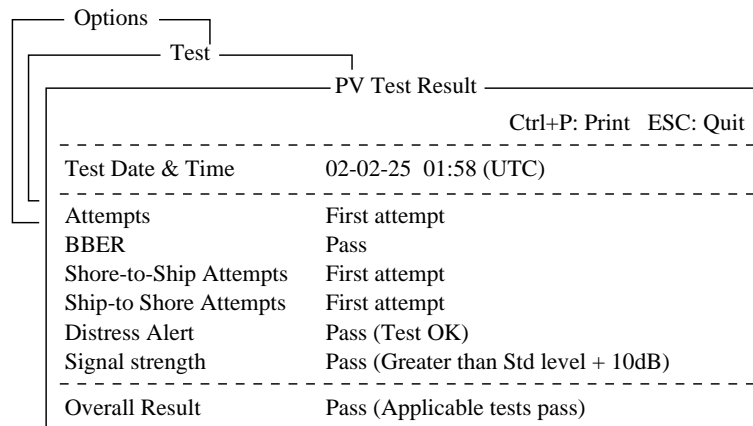 Options
Test
PV Test Result
Ctrl+P: Print ESC: Quit
Test Date & Time 02-02-25 01:58 (UTC)
Attempts First attempt
BBER Pass
Shore-to-Ship Attempts First attempt
Ship-to Shore Attempts First attempt
Distress Alert Pass (Test OK)
Signal strength Pass (Greater than Std level + 10dB)
Overall Result Pass (Applicable tests pass)